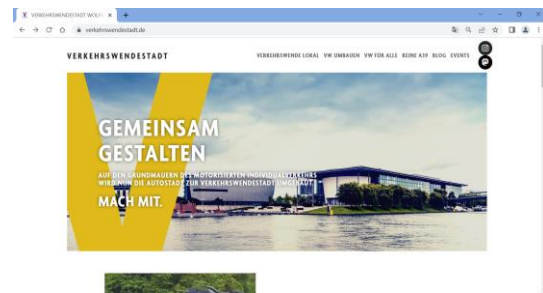 VERKEHRSWENDESTADT WOLF
verkehrswendestadt.de
VERKEHRSWENDESTADT
VERKEHRSWENDE LOKAL VW UMBAUEN VW FÜR ALLE KEINE A39 BLOG EVENTS
GEMEINSAM
GESTALTEN
AUF DEN GRUNDMAUERN DES MOTORISIERTEN INDIVIDUALVERKEHRS
WIRD NUN DIE AUTOSTADT ZUR VERKEHRSWENDESTADT UMGEBAUT
MACH MIT.